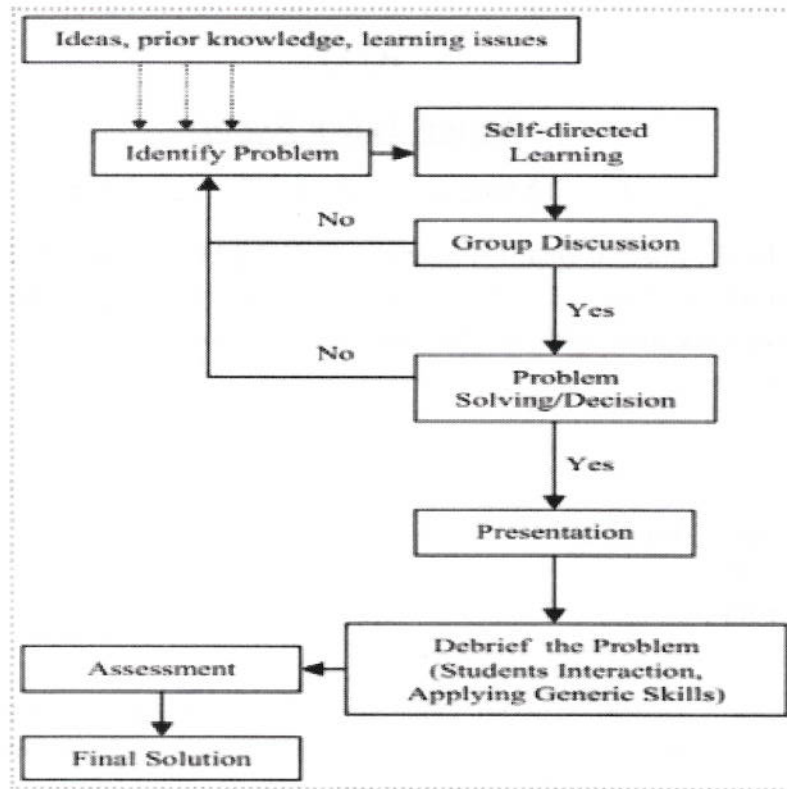 Ideas, prior knowledge, learning issues
Identify Problem
Self-directed
Learning
No
Group Discussion
Yes
No
Problem
Solving/Decision
Yes
Presentation
Debrief the Problem
(Students Interaction,
Applying Generic Skills)
Assessment
Final Solution